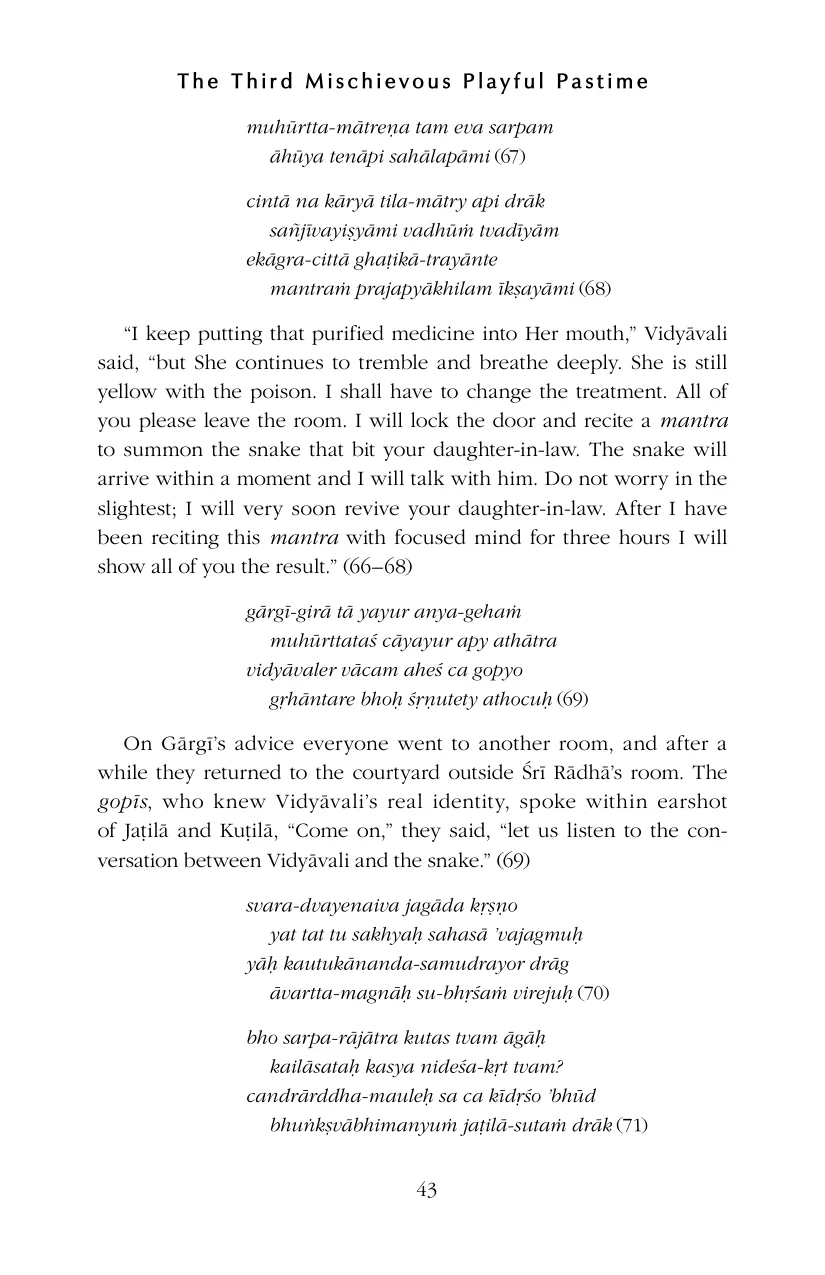 The Third Mischievous Playful Pastime
muhūrtta-mātreṇa tam eva sarpam
āhūya tenāpi sahālapāmi (67)
cintā na kāryā tila-mātry api drāk
sañjīvayiṣyāmi vadhūṁ tvadīyām
ekāgra-cittā ghaṭikā-trayānte
mantraṁ prajapyākhilam īkṣayāmi (68)
“I keep putting that purified medicine into Her mouth,” Vidyāvali
said, “but She continues to tremble and breathe deeply. She is still
yellow with the poison. I shall have to change the treatment. All of
you please leave the room. I will lock the door and recite a mantra
to summon the snake that bit your daughter-in-law. The snake will
arrive within a moment and I will talk with him. Do not worry in the
slightest; I will very soon revive your daughter-in-law. After I have
been reciting this mantra with focused mind for three hours I will
show all of you the result.” (66–68)
gārgī-girā tā yayur anya-gehaṁ
muhūrttataś cāyayur apy athātra
vidyāvaler vācam aheś ca gopyo
gṛhāntare bhoḥ śṛṇutety athocuḥ (69)
On Gārgī’s advice everyone went to another room, and after a
while they returned to the courtyard outside Śrī Rādhā’s room. The
gopīs, who knew Vidyāvali’s real identity, spoke within earshot
of Jaṭilā and Kuṭilā, “Come on,” they said, “let us listen to the con-
versation between Vidyāvali and the snake.” (69)
svara-dvayenaiva jagāda kṛṣṇo
yat tat tu sakhyaḥ sahasā ’vajagmuḥ
yāḥ kautukānanda-samudrayor drāg
āvartta-magnāḥ su-bhṛśaṁ virejuḥ (70)
bho sarpa-rājātra kutas tvam āgāḥ
kailāsataḥ kasya nideśa-kṛt tvam?
candrārddha-mauleḥ sa ca kīdṛśo ’bhūd
bhuṅkṣvābhimanyuṁ jaṭilā-sutaṁ drāk (71)
43